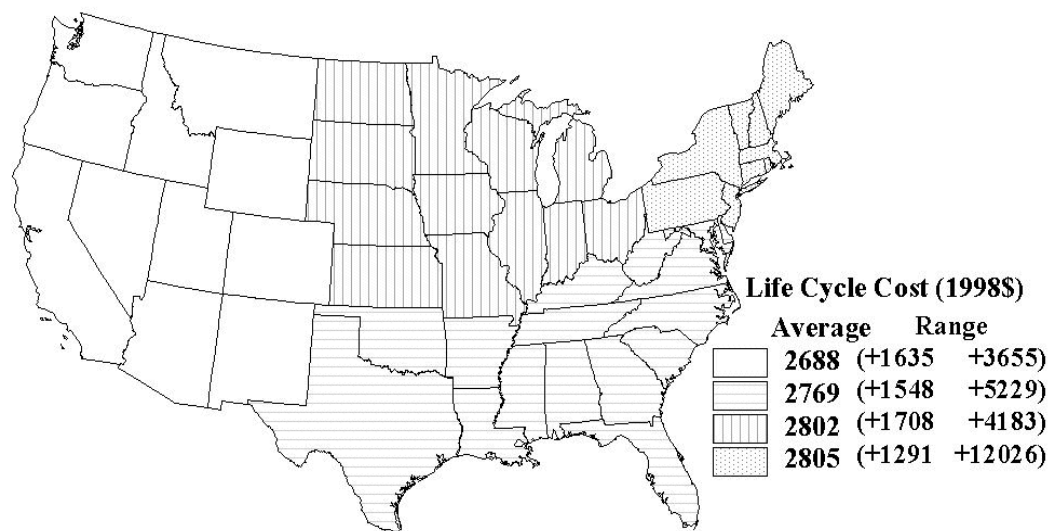 Life Cycle Cost (1998$)
Average Range
2688 (+1635 +3655)
2769 (+1548 +5229)
2802 (+1708 +4183)
2805 (+1291 +12026)